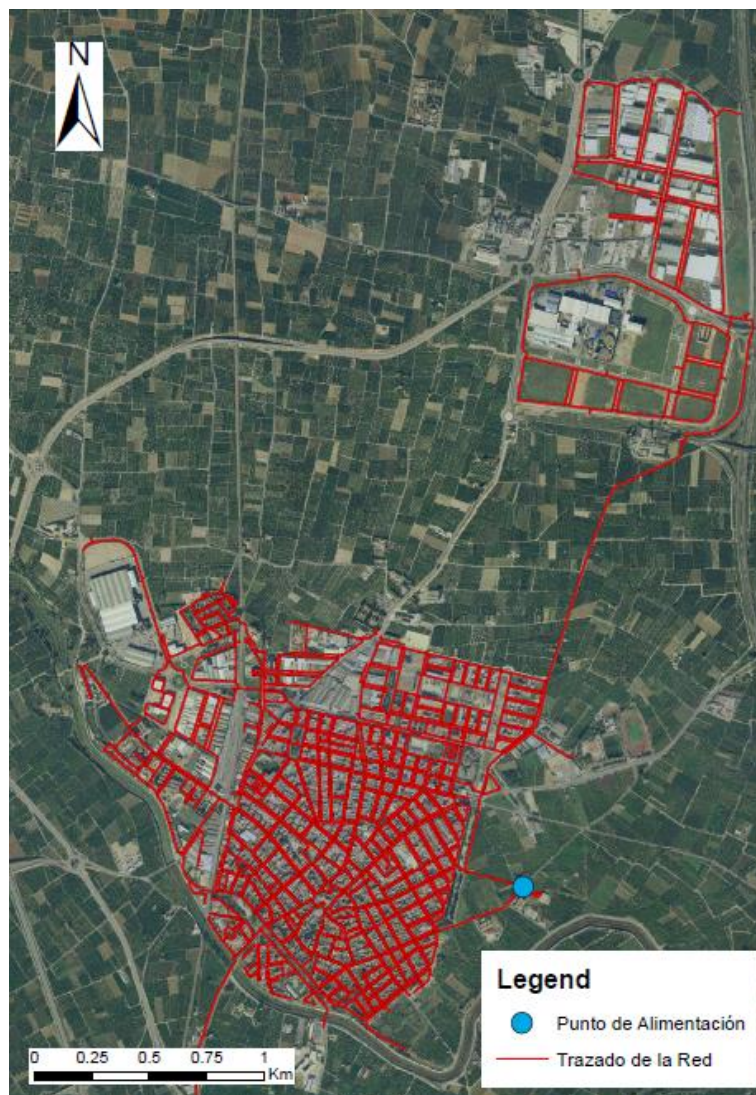 N
Legend
Punto de Alimentación
Trazado de la Red
0 0.25 0.5 0.75 1
Km